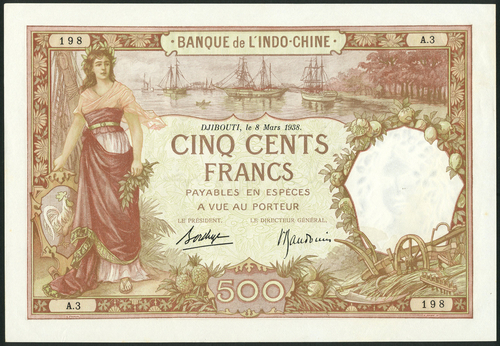 198
A.3
• BANQUE de L'INDO-CHINE •
DJIBOUTI, le 8 Mars 1938.
CINQ CENTS
FRANCS
PAYABLES EN ESPÈCES
A VUE AU PORTEUR
LE PRÉSIDENT.
LE DIRECTEUR GÉNÉRAL.
500
A.3
198